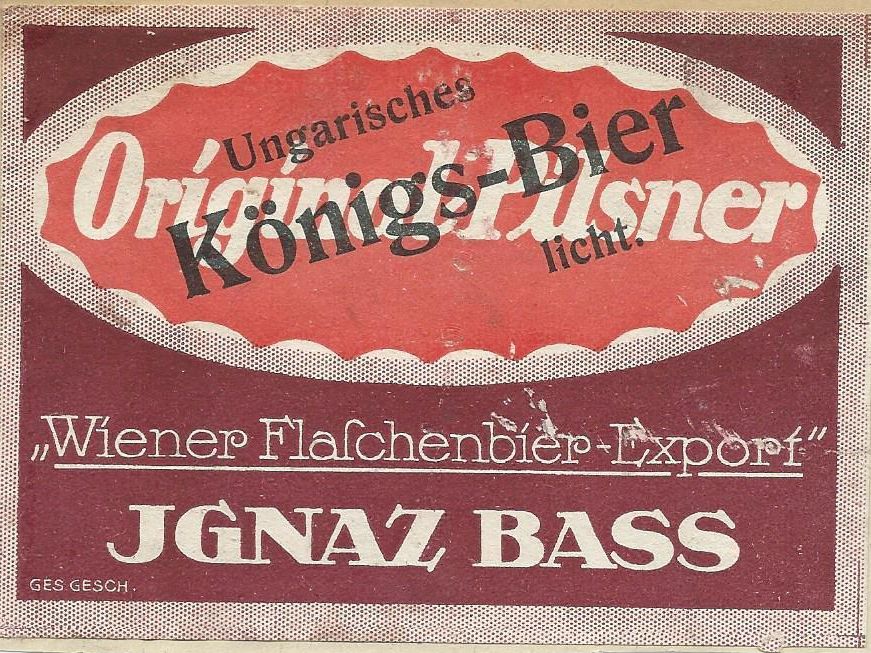 Ungarisches
Original Pilsner
Königs-Bier
licht.
„Wiener Flaſchenbier-Export“
JGNAZ BASS
GES. GESCH.